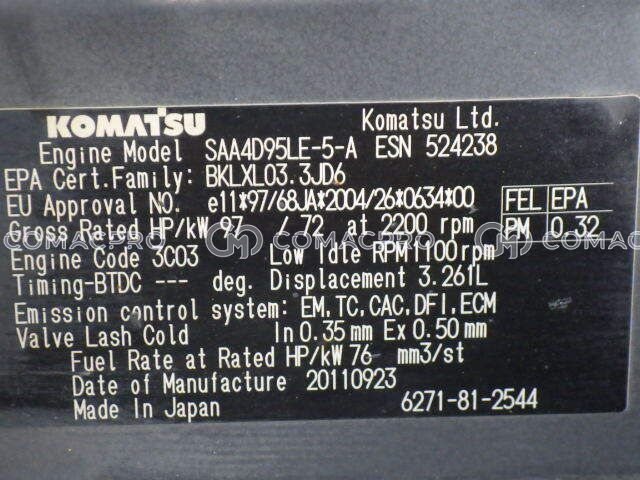 KOMATSU Komatsu Ltd.
Engine Model SAA4D95LE-5-A ESN 524238
EPA Cert.Family: BKLXL03.3JD6
EU Approval NO. e11*97/68JA*2004/26*0634*00 FEL EPA
Gross Rated HP/kW 97 / 72 at 2200 rpm PM 0.32
COMACPRO COMACPRO COMACPRO
Engine Code 3C03 Low Idle RPM1100rpm
Timing-BTDC --- deg. Displacement 3.261L
Emission control system: EM,TC,CAC,DFI,ECM
Valve Lash Cold In 0.35 mm Ex 0.50 mm
Fuel Rate at Rated HP/kW 76 mm3/st
Date of Manufacture 20110923
Made In Japan 6271-81-2544